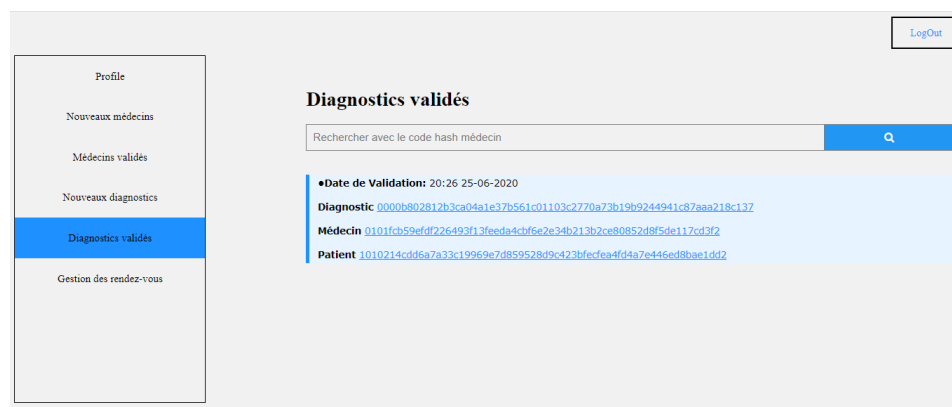 LogOut
Profile
Nouveaux médecins
Médecins validés
Nouveaux diagnostics
Diagnostics validés
Gestion des rendez-vous
Diagnostics validés
Rechercher avec le code hash médecin
●Date de Validation: 20:26 25-06-2020
Diagnostic 0000b802812b3ca04a1e37b561c01103c2770a73b19b9244941c87aaa218c137
Médecin 0101fcb59efdf226493f13feeda4cbf6e2e34b213b2ce80852d8f5de117cd3f2
Patient 1010214cdd6a7a33c19969e7d859528d9c423bfecfea4fd4a7e446ed8bae1dd2